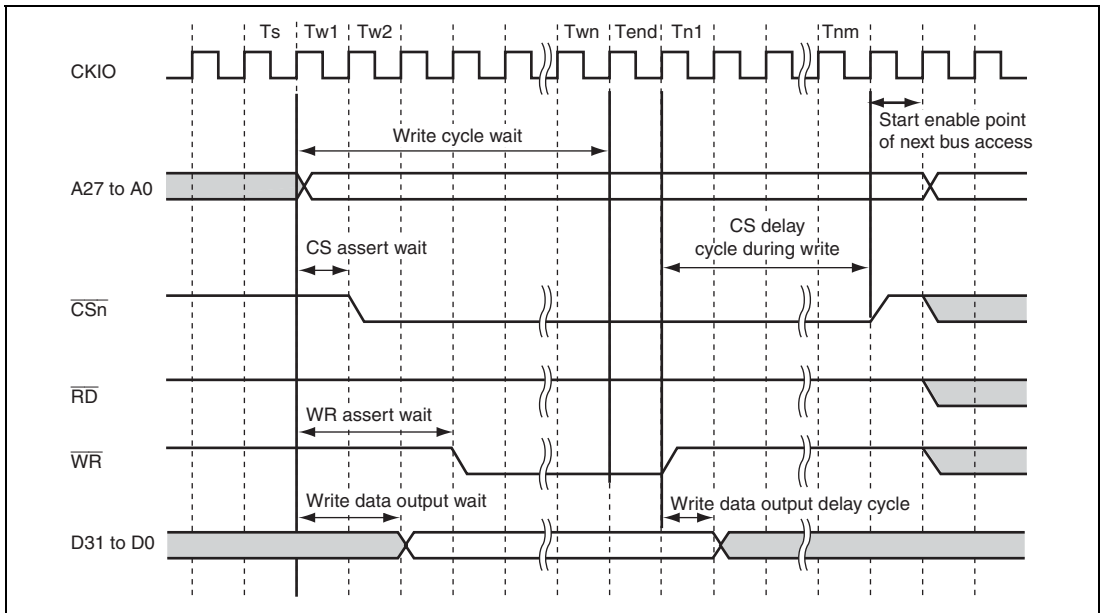 Ts Tw1 Tw2 Twn Tend Tn1 Tnm
CKIO
Start enable point
of next bus access
Write cycle wait
A27 to A0
CS delay
cycle during write
CS assert wait
CSn
RD
WR assert wait
WR
Write data output wait
Write data output delay cycle
D31 to D0